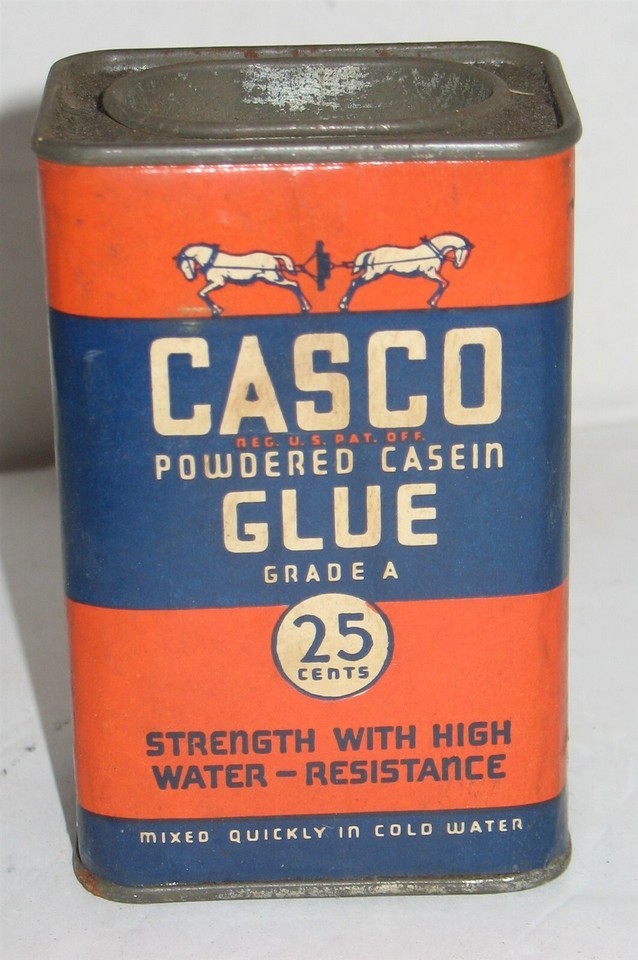 CASCO
REG. U.S. PAT. OFF.
POWDERED CASEIN
GLUE
GRADE A
25
CENTS
STRENGTH WITH HIGH
WATER-RESISTANCE
MIXED QUICKLY IN COLD WATER